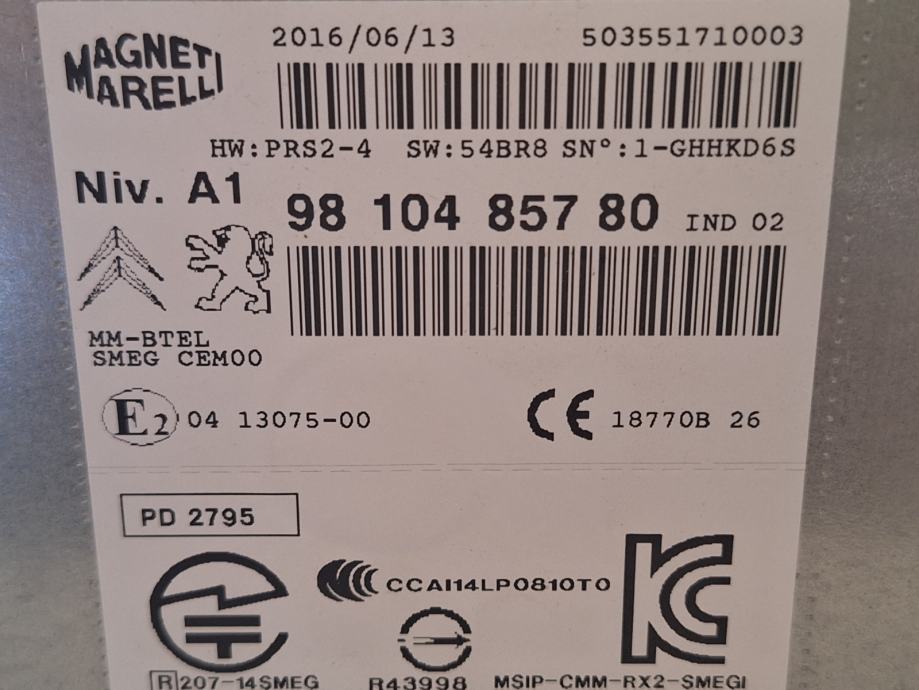 MAGNETI MARELLI
2016/06/13 503551710003
HW:PRS2-4 SW:54BR8 SN°:1-GHHKD6S
Niv. A1
98 104 857 80 IND 02
MM-BTEL
SMEG CEM00
E2 04 13075-00
CE 18770B 26
PD 2795
CCAI14LP0810T0
R 207-14SMEG R43998 MSIP-CMM-RX2-SMEGI